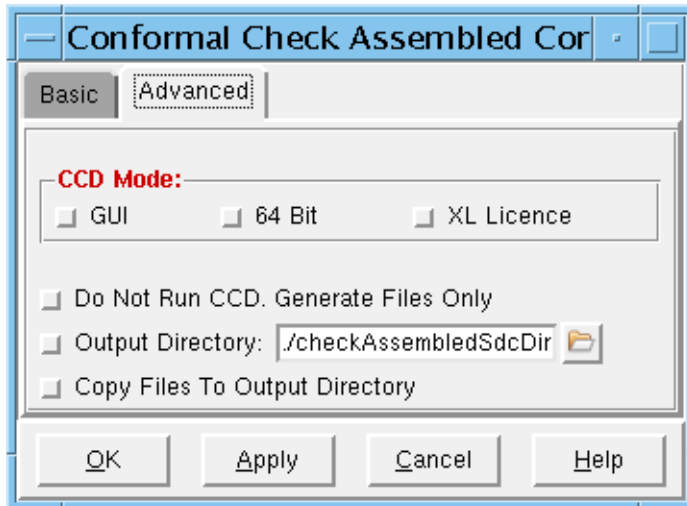 Conformal Check Assembled Cor
Basic
Advanced
CCD Mode:
GUI
64 Bit
XL Licence
Do Not Run CCD. Generate Files Only
Output Directory: ./checkAssembledSdcDir
Copy Files To Output Directory
OK
Apply
Cancel
Help